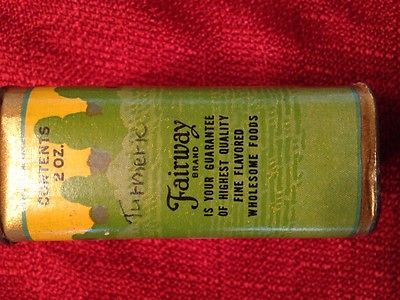 CONTENTS
2 OZ.
Turmeric
Fairway
BRAND
IS YOUR GUARANTEE
OF HIGHEST QUALITY
FINE FLAVORED
WHOLESOME FOODS